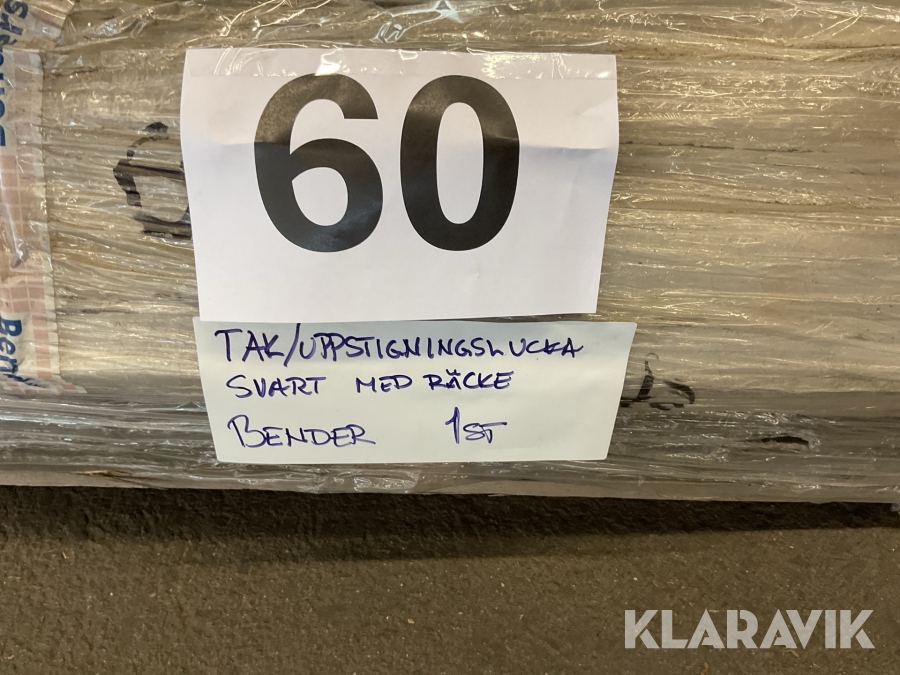 60
TAK/UPPSTIGNINGSLUCKA
SVART MED RÄCKE
BENDER 1ST
KLARAVIK